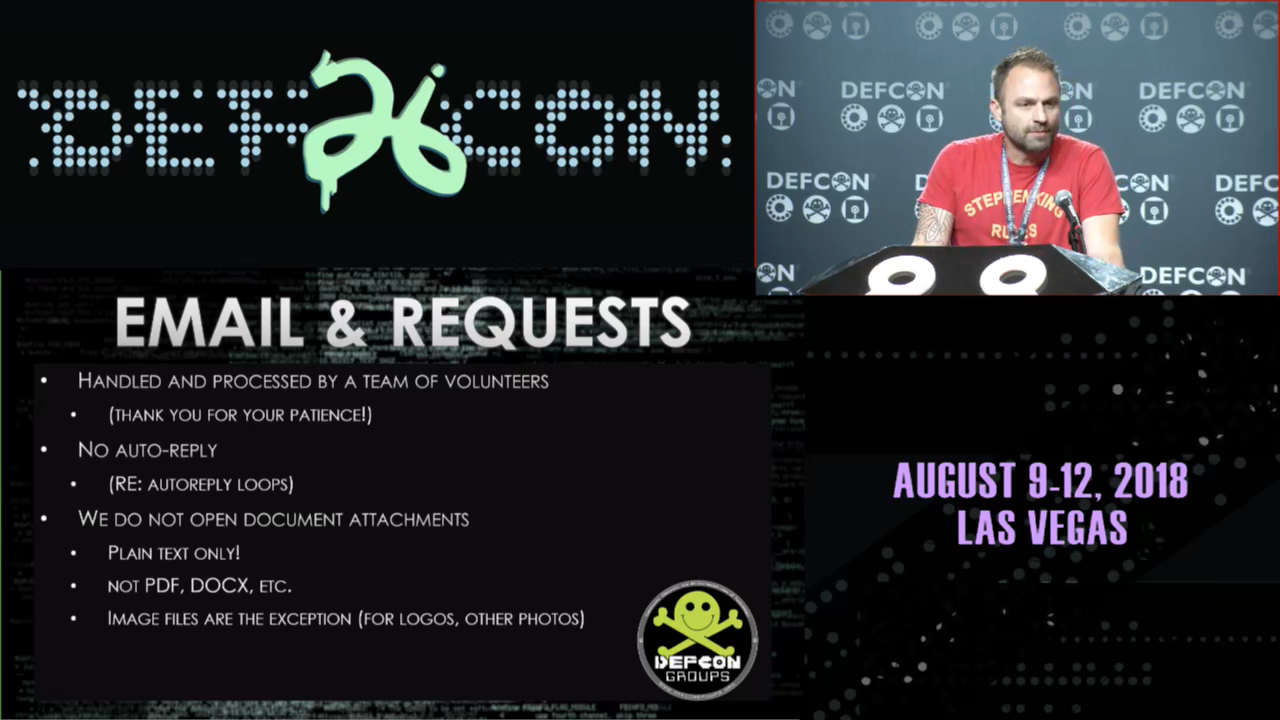 DEF CON
26
DEFCON
DEFCON
DEFCON
DEFCON
DEFCON
STEPHEN KING
RULES
EMAIL & REQUESTS
• HANDLED AND PROCESSED BY A TEAM OF VOLUNTEERS
• (THANK YOU FOR YOUR PATIENCE!)
• NO AUTO-REPLY
• (RE: AUTOREPLY LOOPS)
• WE DO NOT OPEN DOCUMENT ATTACHMENTS
• PLAIN TEXT ONLY!
• NOT PDF, DOCX, ETC.
• IMAGE FILES ARE THE EXCEPTION (FOR LOGOS, OTHER PHOTOS)
DEFCON
GROUPS
AUGUST 9-12, 2018
LAS VEGAS